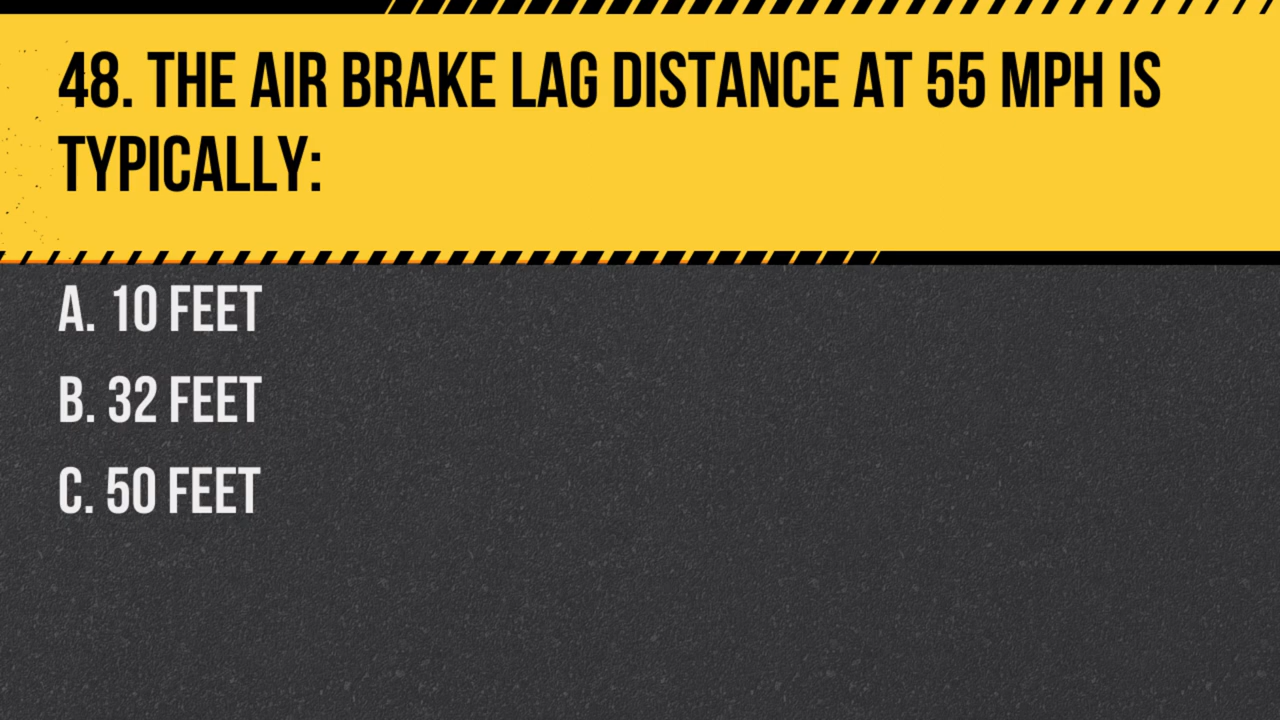 48. THE AIR BRAKE LAG DISTANCE AT 55 MPH IS
TYPICALLY:
A. 10 FEET
B. 32 FEET
C. 50 FEET